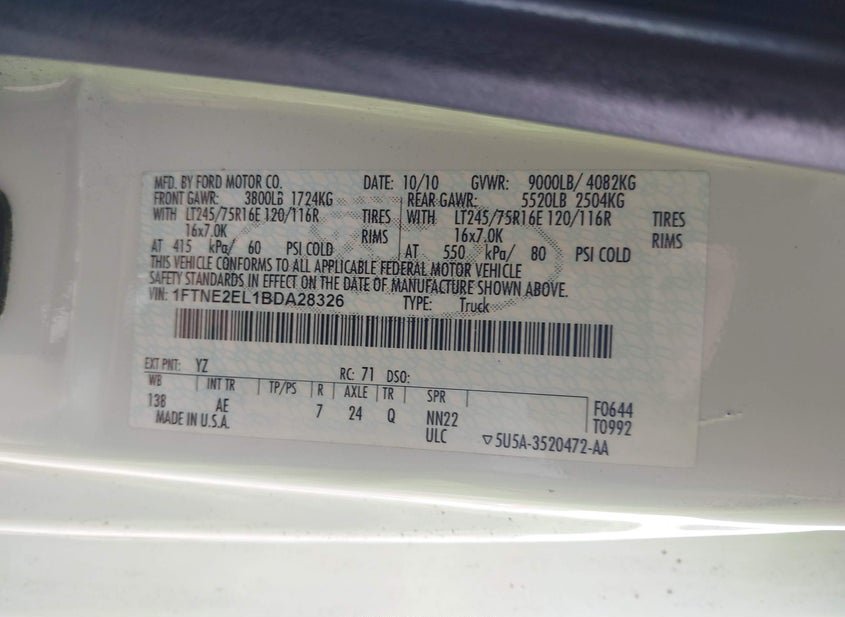 MFD. BY FORD MOTOR CO. DATE: 10/10 GVWR: 9000LB/ 4082KG
FRONT GAWR: 3800LB 1724KG REAR GAWR: 5520LB 2504KG
WITH LT245/75R16E 120/116R TIRES WITH LT245/75R16E 120/116R TIRES
16x7.0K RIMS 16x7.0K RIMS
AT 415 kPa/ 60 PSI COLD AT 550 kPa/ 80 PSI COLD
THIS VEHICLE CONFORMS TO ALL APPLICABLE FEDERAL MOTOR VEHICLE
SAFETY STANDARDS IN EFFECT ON THE DATE OF MANUFACTURE SHOWN ABOVE.
VIN: 1FTNE2EL1BDA28326 TYPE: Truck
EXT PNT: YZ RC: 71 DSO:
WB INT TR TP/PS R AXLE TR SPR
138 AE 7 24 Q NN22 F0644
MADE IN U.S.A. ULC T0992
▽5U5A-3520472-AA